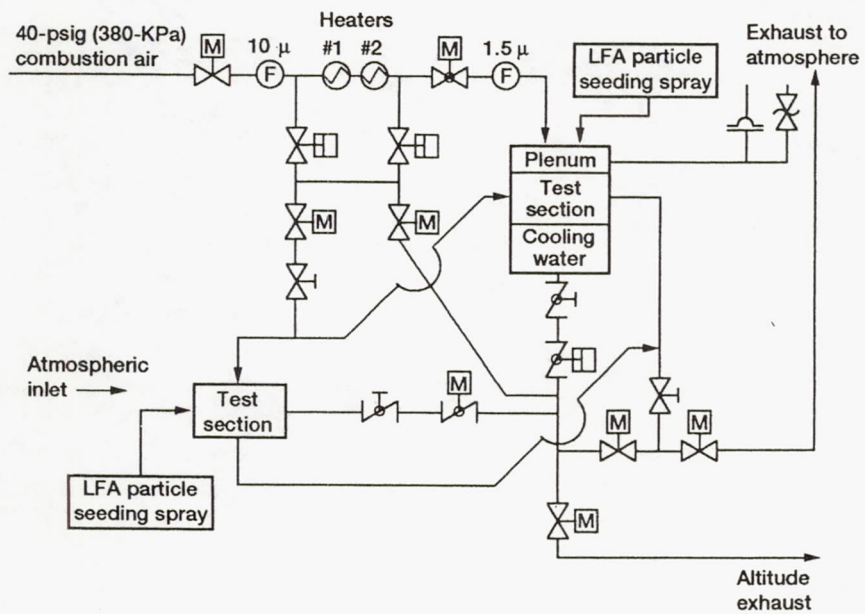 Heaters
40-psig (380-KPa)
combustion air
M
10 μ
#1 #2
M
1.5 μ
F
F
LFA particle
seeding spray
Exhaust to
atmosphere
Plenum
Test
section
Cooling
water
M
M
Atmospheric
inlet
Test
section
M
M
M
LFA particle
seeding spray
M
Altitude
exhaust